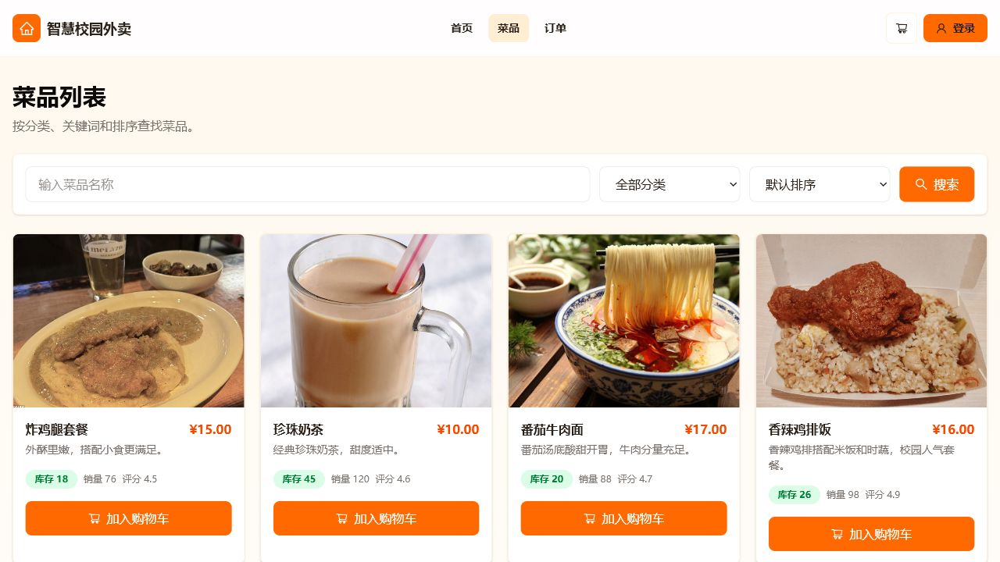 智慧校园外卖
首页
菜品
订单
登录
菜品列表
按分类、关键词和排序查找菜品。
输入菜品名称
全部分类
默认排序
搜索
炸鸡腿套餐
¥15.00
外酥里嫩，搭配小食更满足。
库存 18 销量 76 评分 4.5
加入购物车
珍珠奶茶
¥10.00
经典珍珠奶茶，甜度适中。
库存 45 销量 120 评分 4.6
加入购物车
番茄牛肉面
¥17.00
番茄汤底酸甜开胃，牛肉分量充足。
库存 20 销量 88 评分 4.7
加入购物车
香辣鸡排饭
¥16.00
香辣鸡排搭配米饭和时蔬，校园人气套
餐。
库存 26 销量 98 评分 4.9
加入购物车